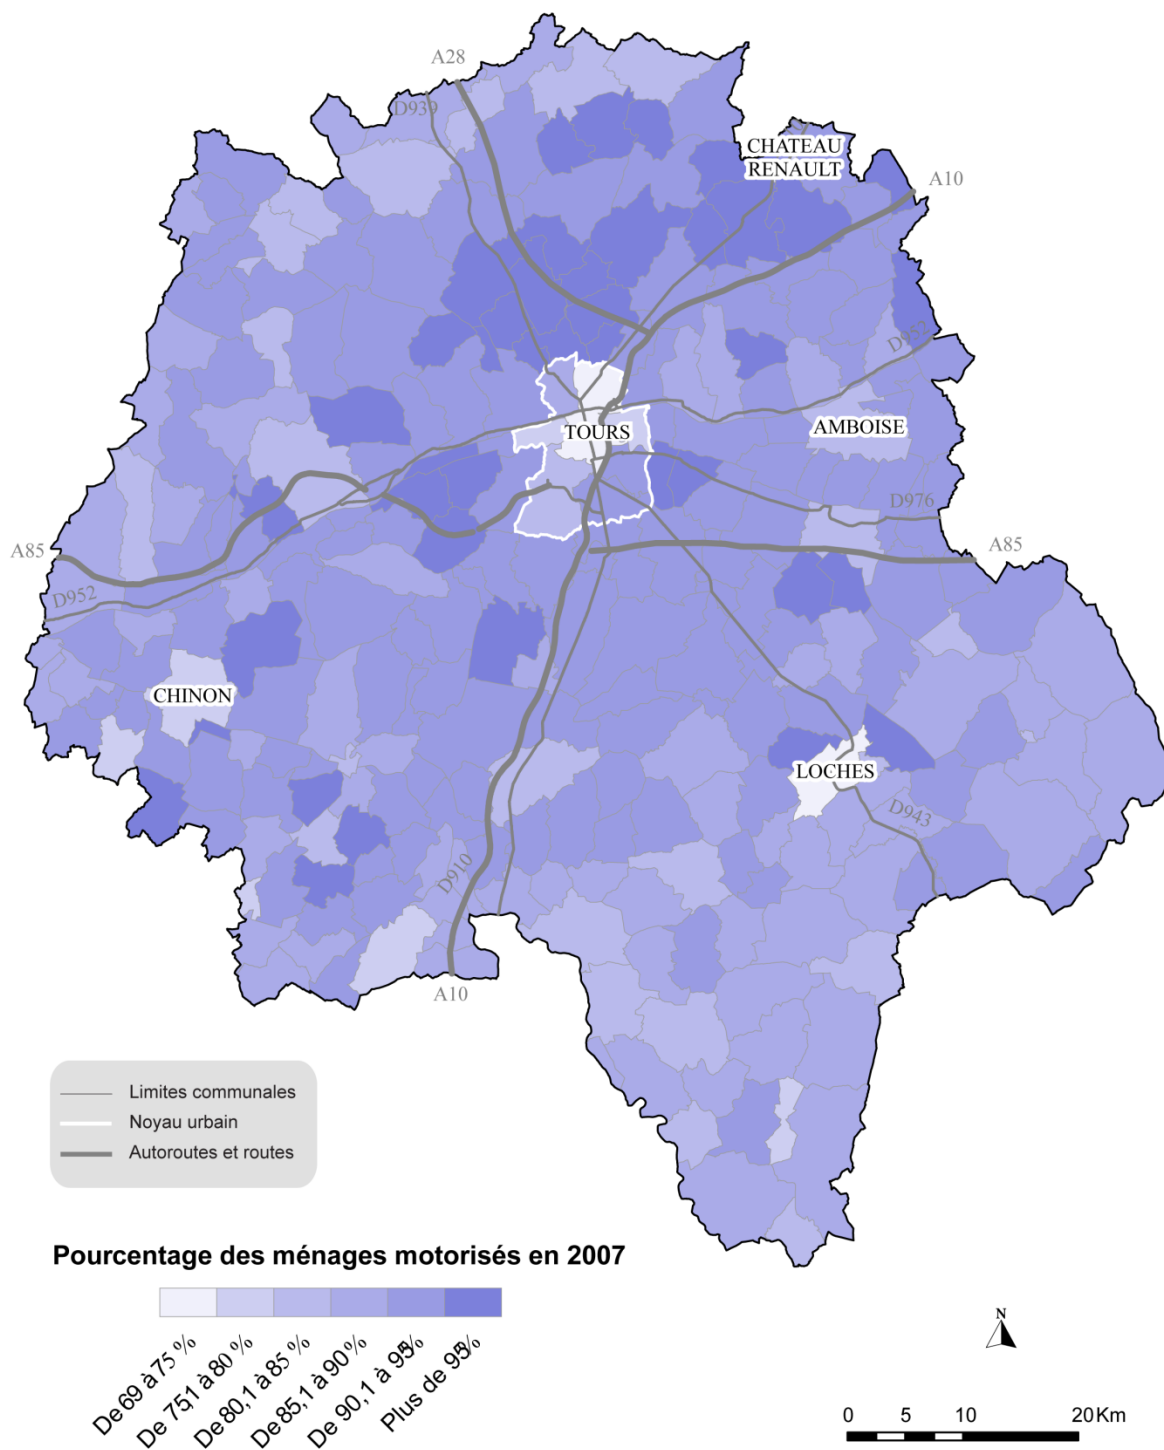 A28
D939
CHATEAU
RENAULT
A10
D952
TOURS
AMBOISE
D976
A85
A85
D952
CHINON
LOCHES
D943
D910
A10
Limites communales
Noyau urbain
Autoroutes et routes
Pourcentage des ménages motorisés en 2007
De 69 à 75 %
De 75,1 à 80 %
De 80,1 à 85 %
De 85,1 à 90 %
De 90,1 à 95%
Plus de 95%
N
0 5 10 20 Km